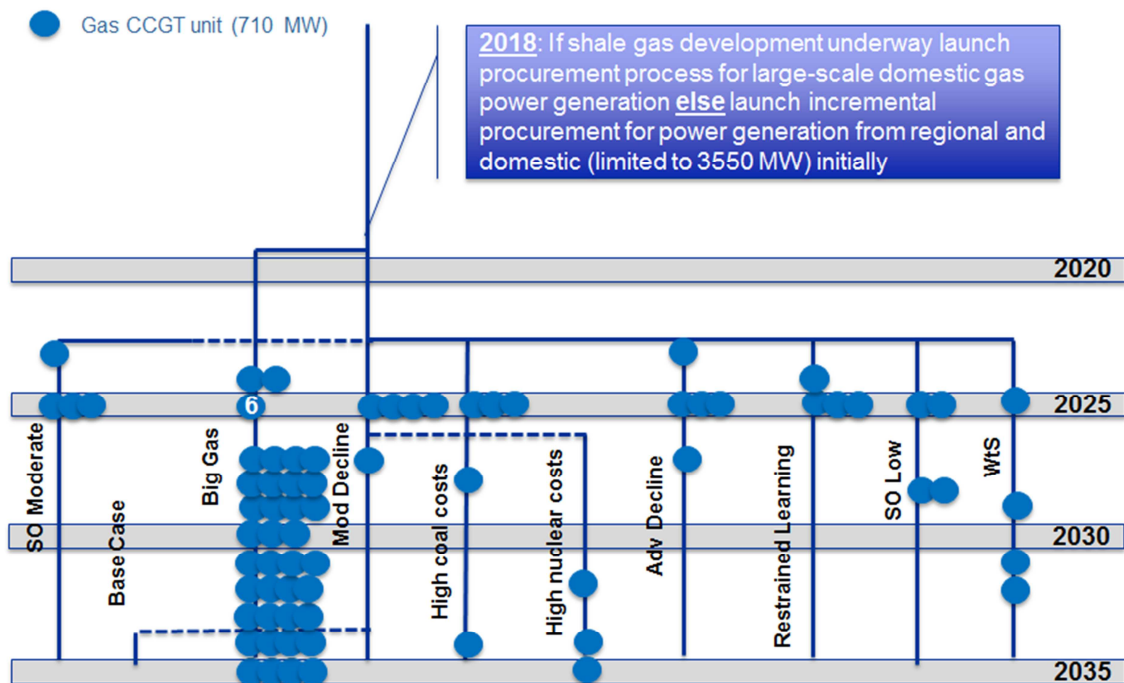 Gas CCGT unit (710 MW)
2018: If shale gas development underway launch
procurement process for large-scale domestic gas
power generation else launch incremental
procurement for power generation from regional and
domestic (limited to 3550 MW) initially
2020
6
2025
SO Moderate
Base Case
Big Gas
Mod Decline
High coal costs
High nuclear costs
Adv Decline
Restrained Learning
SO Low
WtS
2030
2035